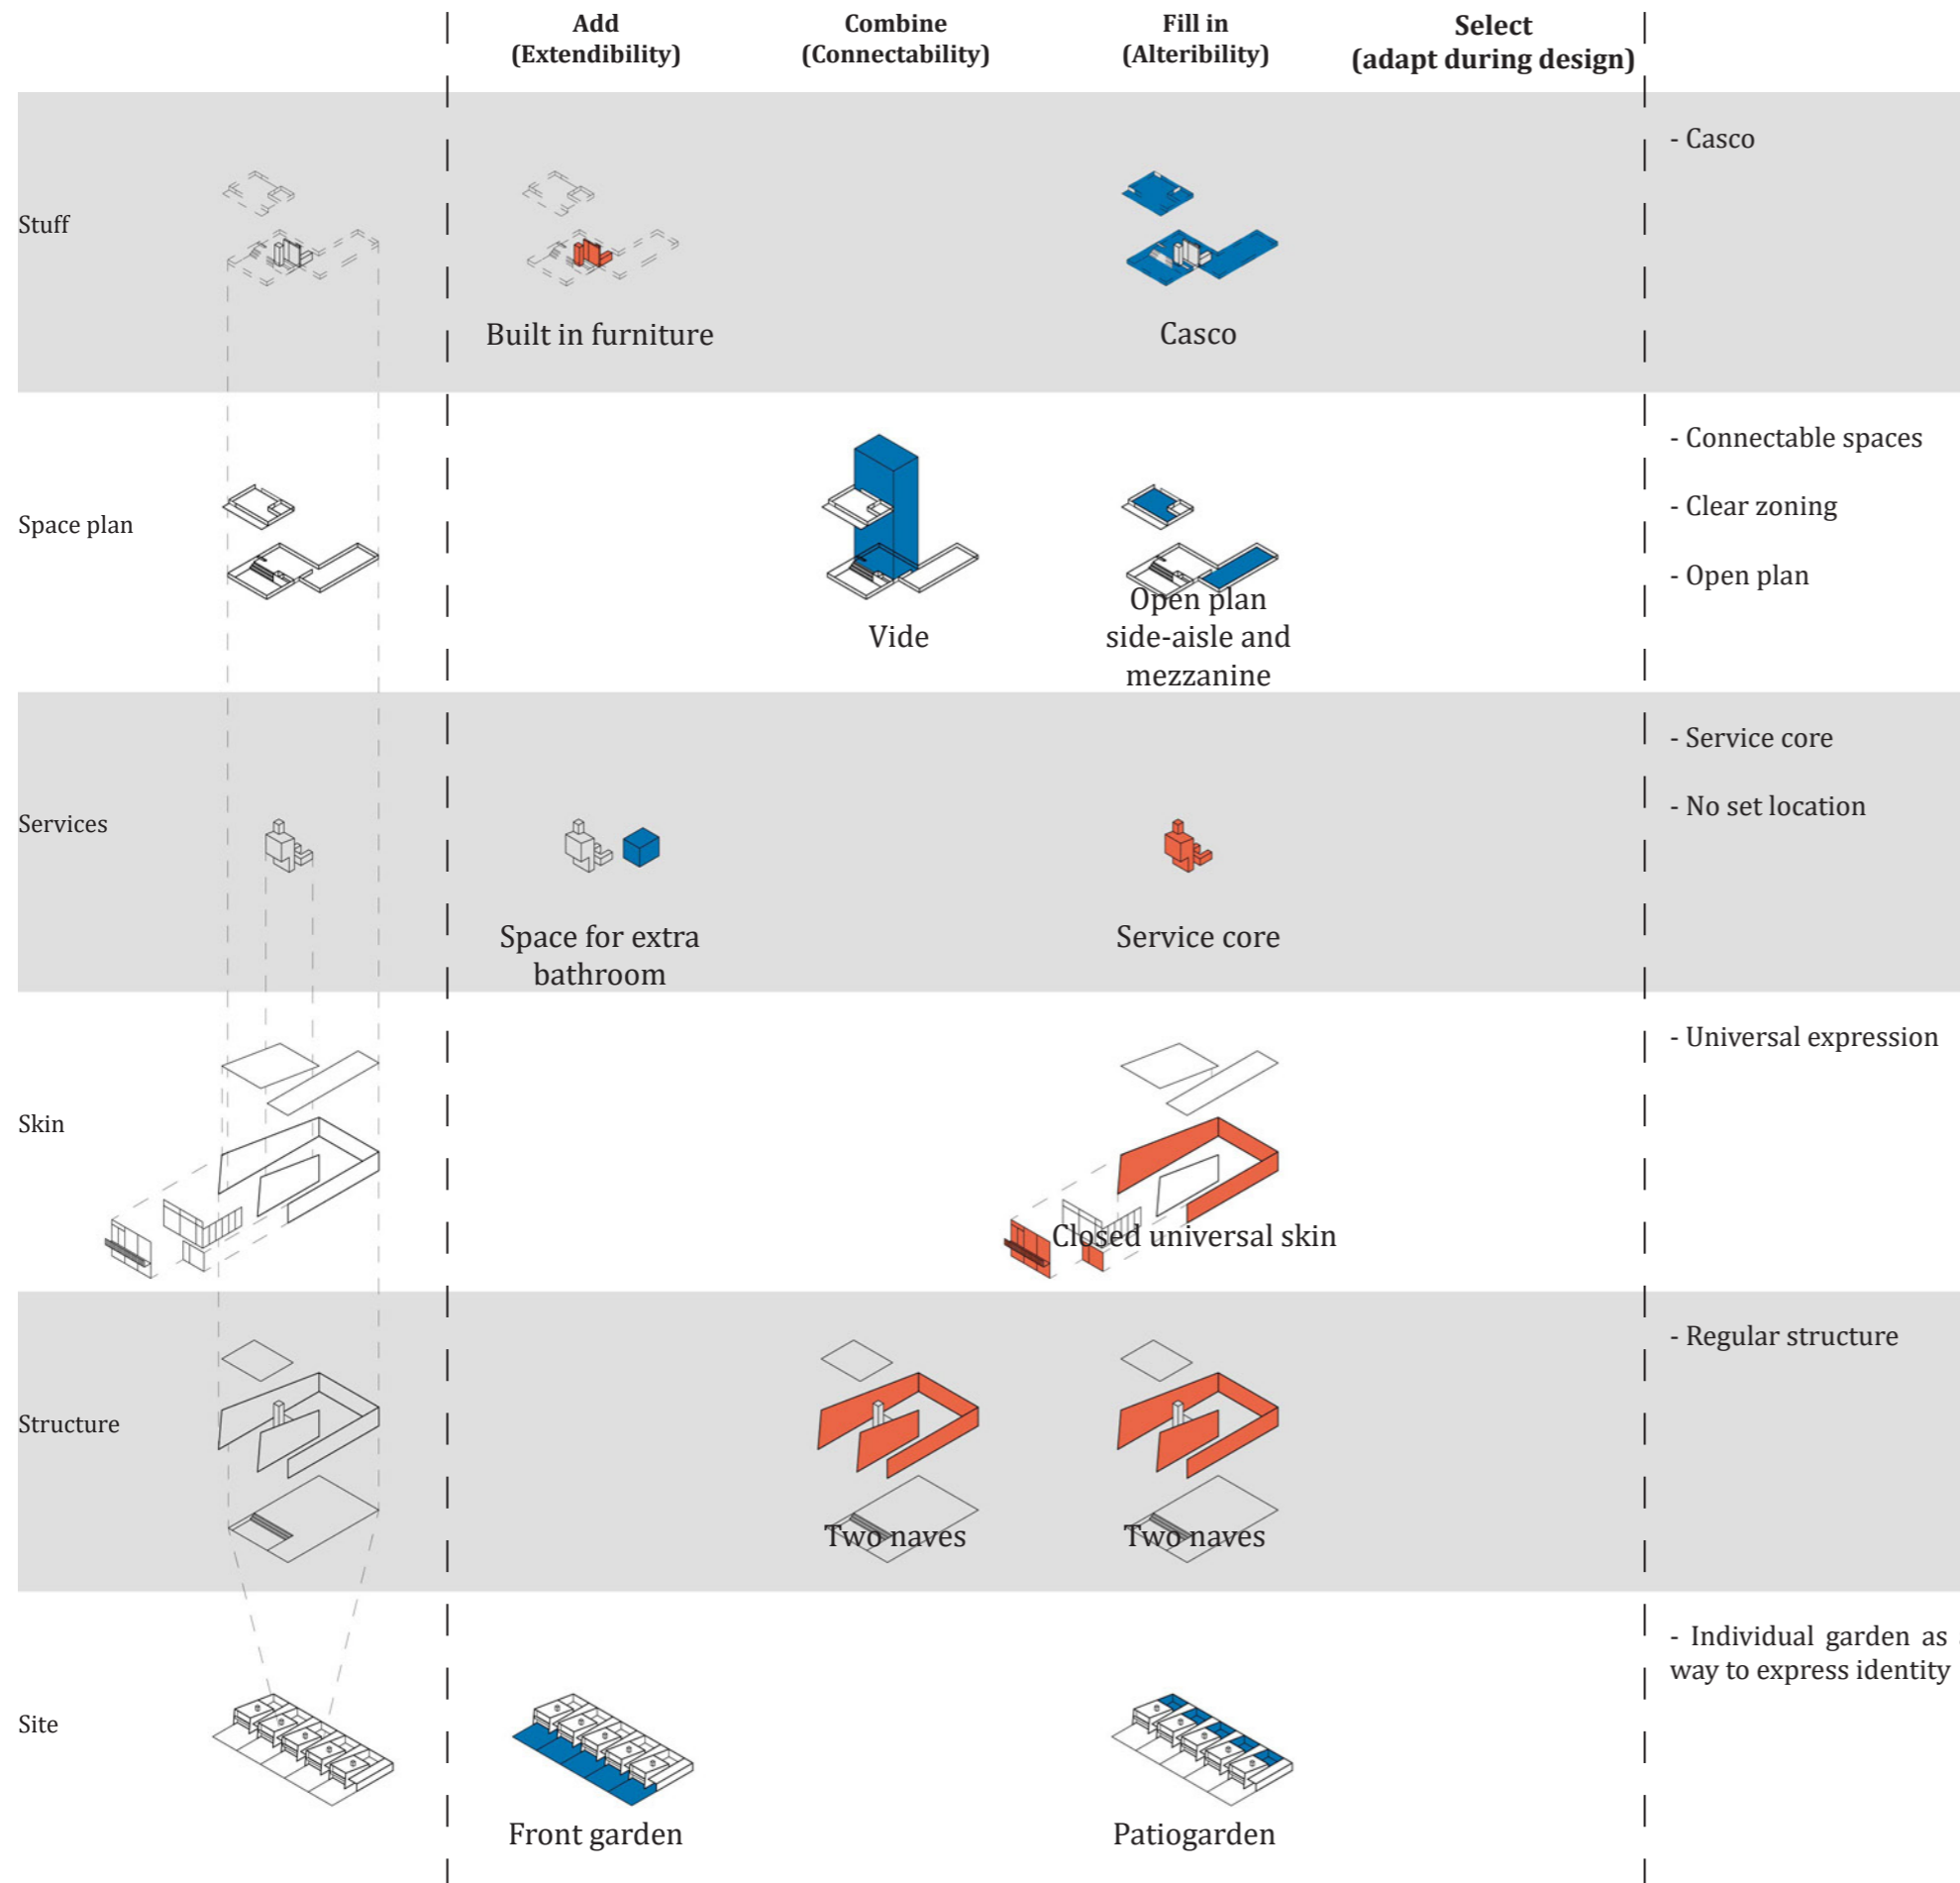 Add
(Extendibility)
Combine
(Connectability)
Fill in
(Alteribility)
Select
(adapt during design)
Stuff
Built in furniture
Casco
- Casco
Space plan
Vide
Open plan
side-aisle and
mezzanine
- Connectable spaces
- Clear zoning
- Open plan
Services
Space for extra
bathroom
Service core
- Service core
- No set location
Skin
Closed universal skin
- Universal expression
Structure
Two naves
Two naves
- Regular structure
Site
Front garden
Patiogarden
- Individual garden as
way to express identity